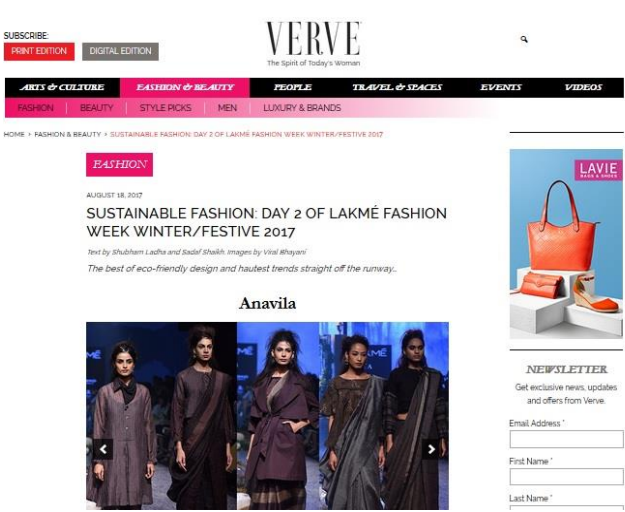 SUBSCRIBE:
PRINT EDITION
DIGITAL EDITION
VERVE
The Spirit of Today's Woman
ARTS & CULTURE
FASHION & BEAUTY
PEOPLE
TRAVEL & SPACES
EVENTS
VIDEOS
FASHION
BEAUTY
STYLE PICKS
MEN
LUXURY & BRANDS
HOME > FASHION & BEAUTY > SUSTAINABLE FASHION: DAY 2 OF LAKMÉ FASHION WEEK WINTER/FESTIVE 2017
FASHION
AUGUST 18, 2017
SUSTAINABLE FASHION: DAY 2 OF LAKMÉ FASHION
WEEK WINTER/FESTIVE 2017
Text by Shubham Ladha and Sadaf Shaikh. Images by Viral Bhayani
The best of eco-friendly design and hautest trends straight off the runway...
Anavila
LAVIE
BAGS & SHOES
NEWSLETTER
Get exclusive news, updates
and offers from Verve.
Email Address *
First Name *
Last Name *